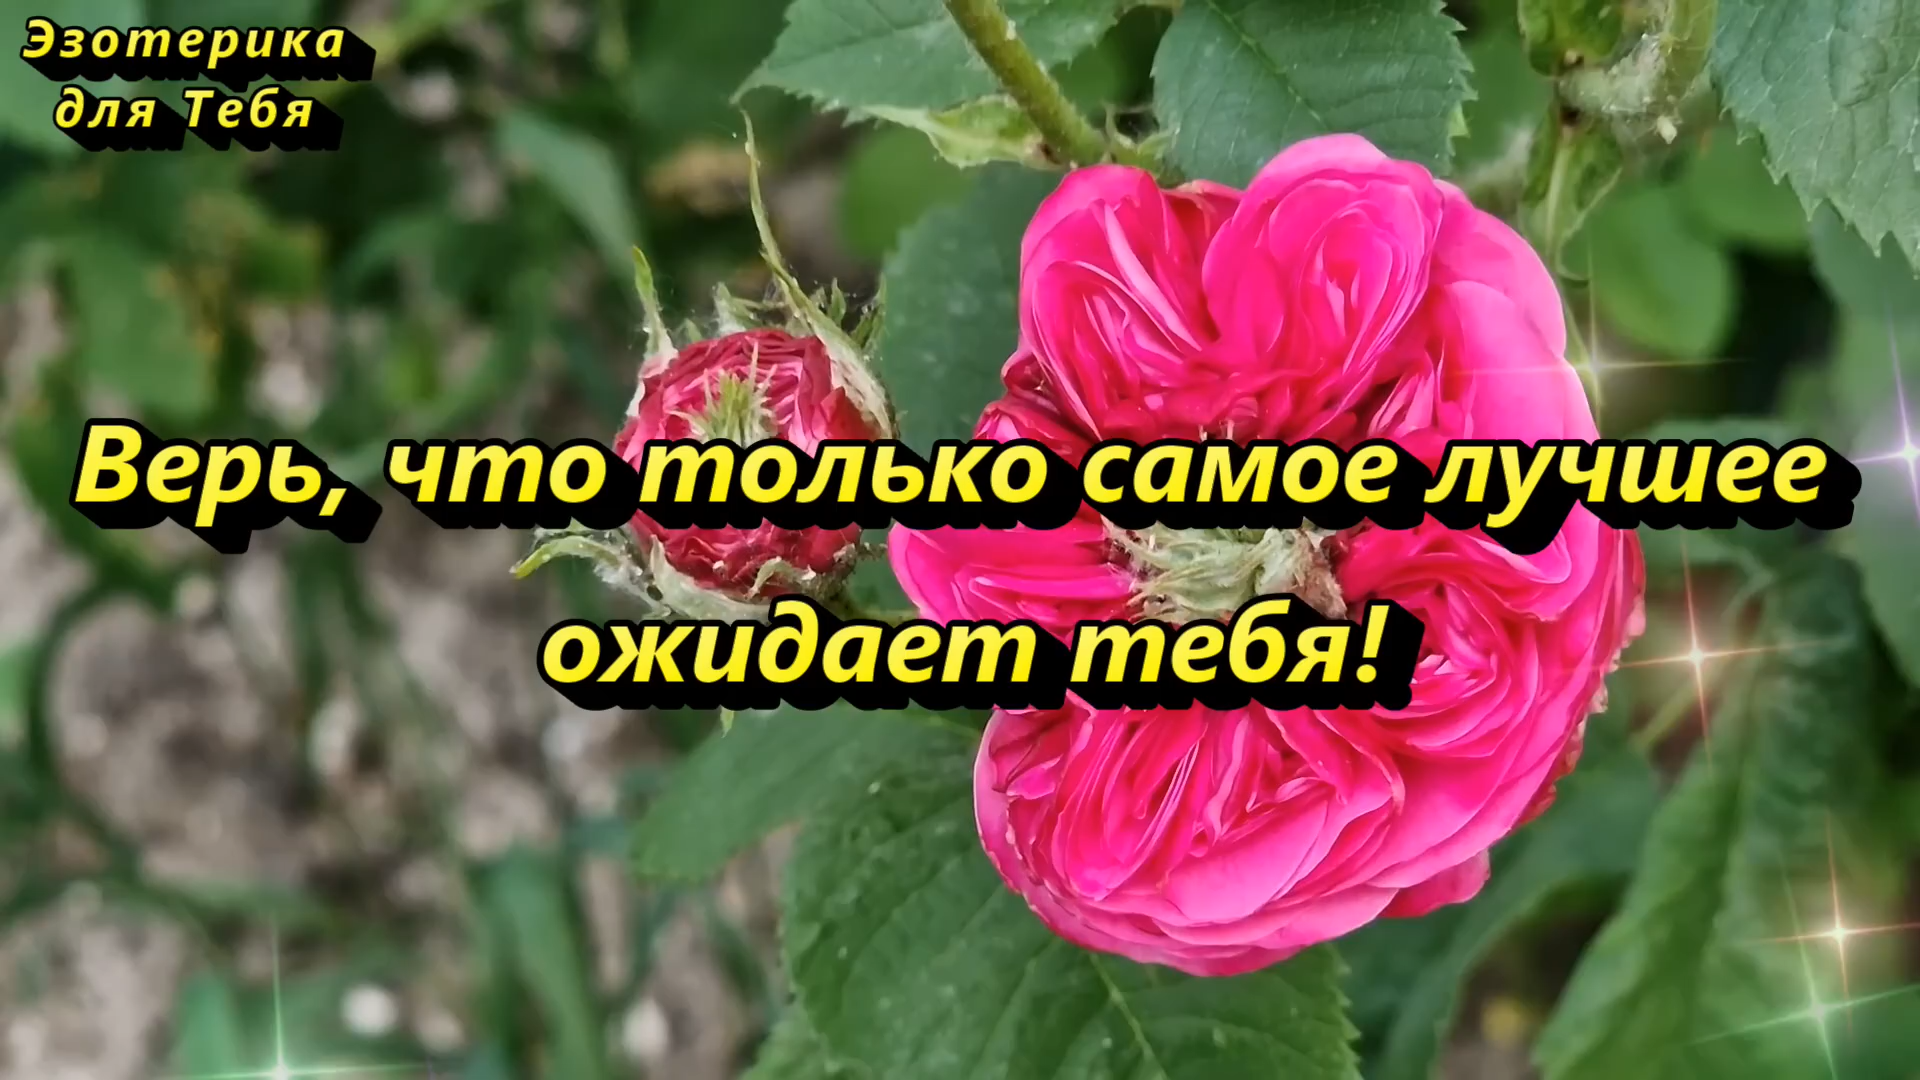 Эзотерика
для Тебя
Верь, что только самое лучшее
ожидает тебя!